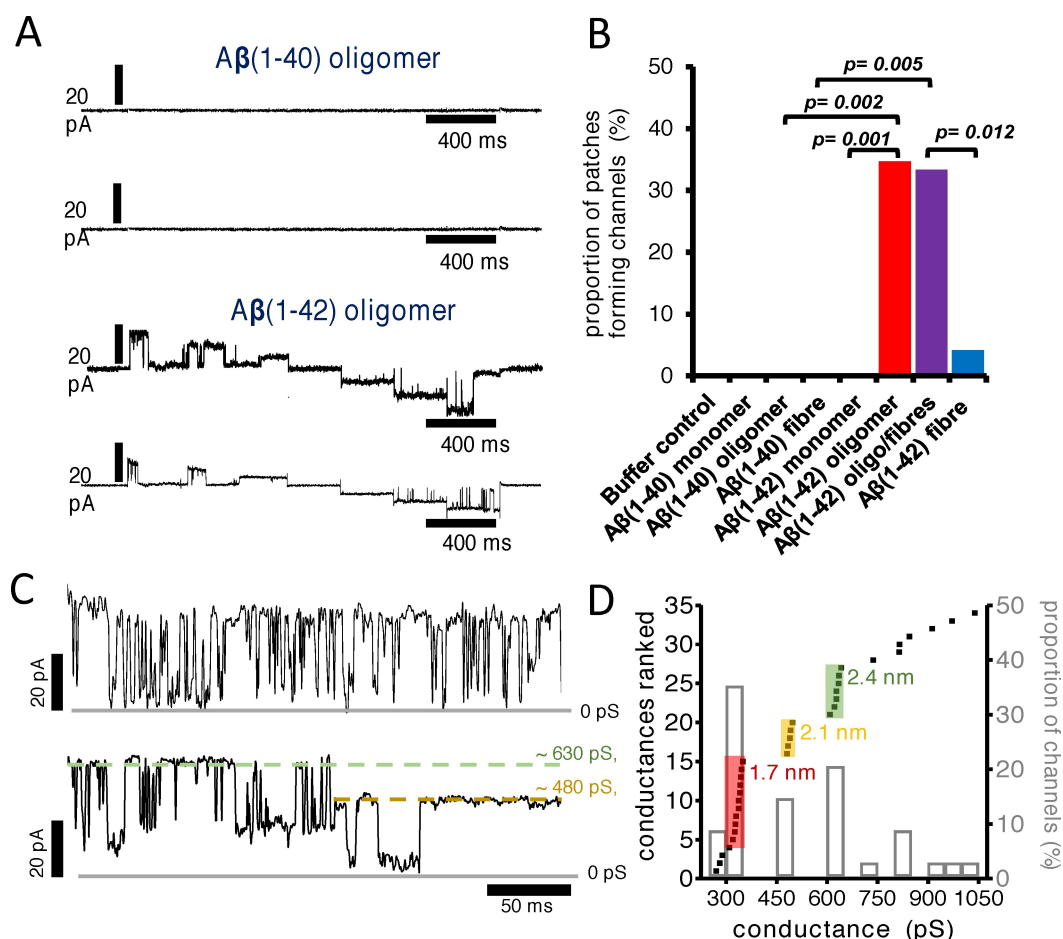 A
Aβ(1-40) oligomer
20
pA
400 ms
20
pA
400 ms
Aβ(1-42) oligomer
20
pA
400 ms
20
pA
400 ms
B
proportion of patches
forming channels (%)
50
40
30
20
10
0
p= 0.005
p= 0.002
p= 0.001
p= 0.012
Buffer control
Aβ(1-40) monomer
Aβ(1-40) oligomer
Aβ(1-40) fibre
Aβ(1-42) monomer
Aβ(1-42) oligomer
Aβ(1-42) oligo/fibres
Aβ(1-42) fibre
C
20 pA
0 pS
~ 630 pS,
~ 480 pS,
20 pA
0 pS
50 ms
D
conductances ranked
35
30
25
20
15
10
5
0
2.4 nm
2.1 nm
1.7 nm
50
40
30
20
10
0
proportion of channels (%)
300 450 600 750 900 1050
conductance (pS)